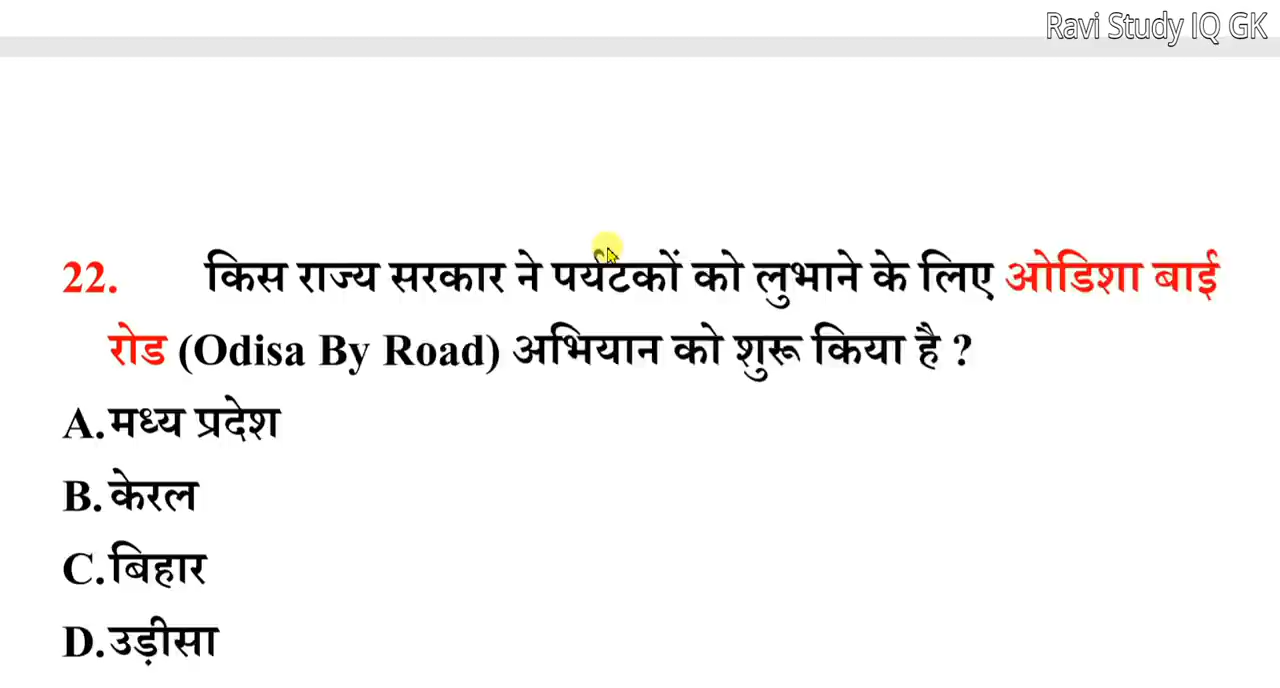 Ravi Study IQ GK
22. किस राज्य सरकार ने पर्यटकों को लुभाने के लिए ओडिशा बाई
रोड (Odisa By Road) अभियान को शुरू किया है ?
A.मध्य प्रदेश
B.केरल
C.बिहार
D.उड़ीसा